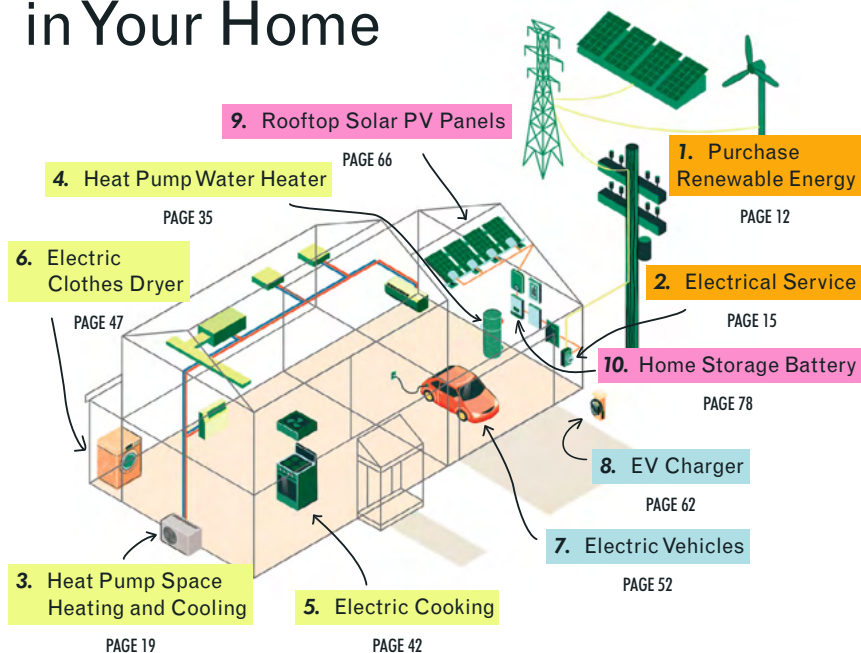 in Your Home
9. Rooftop Solar PV Panels
PAGE 66
1. Purchase
Renewable Energy
PAGE 12
4. Heat Pump Water Heater
PAGE 35
6. Electric
Clothes Dryer
PAGE 47
2. Electrical Service
PAGE 15
10. Home Storage Battery
PAGE 78
8. EV Charger
PAGE 62
7. Electric Vehicles
PAGE 52
3. Heat Pump Space
Heating and Cooling
PAGE 19
5. Electric Cooking
PAGE 42